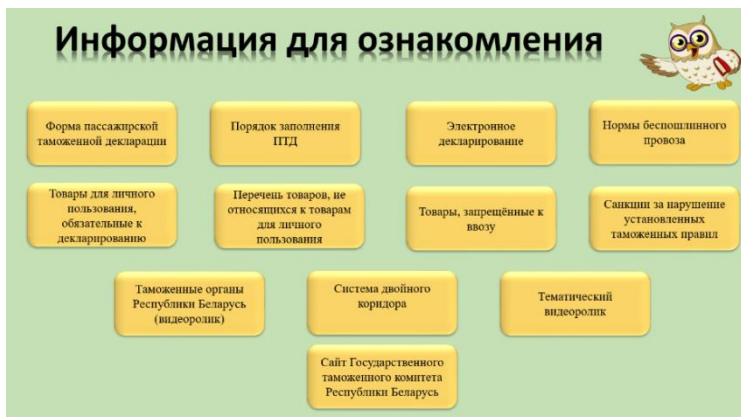 Информация для ознакомления
Форма пассажирской
таможенной декларации
Порядок заполнения
ПТД
Электронное
декларирование
Нормы беспошлинного
провоза
Товары для личного
пользования,
обязательные к
декларированию
Перечень товаров, не
относящихся к товарам
для личного
пользования
Товары, запрещённые к
ввозу
Санкции за нарушение
установленных
таможенных правил
Таможенные органы
Республики Беларусь
(видеоролик)
Система двойного
коридора
Тематический
видеоролик
Сайт Государственного
таможенного комитета
Республики Беларусь